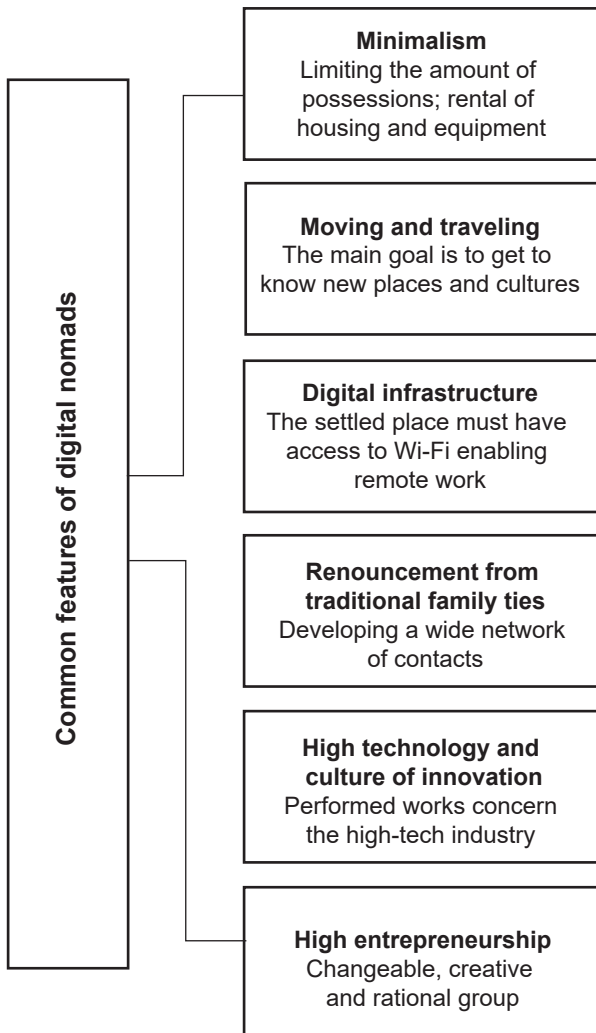 Common features of digital nomads
Minimalism
Limiting the amount of
possessions; rental of
housing and equipment
Moving and traveling
The main goal is to get to
know new places and cultures
Digital infrastructure
The settled place must have
access to Wi-Fi enabling
remote work
Renouncement from
traditional family ties
Developing a wide network
of contacts
High technology and
culture of innovation
Performed works concern
the high-tech industry
High entrepreneurship
Changeable, creative
and rational group